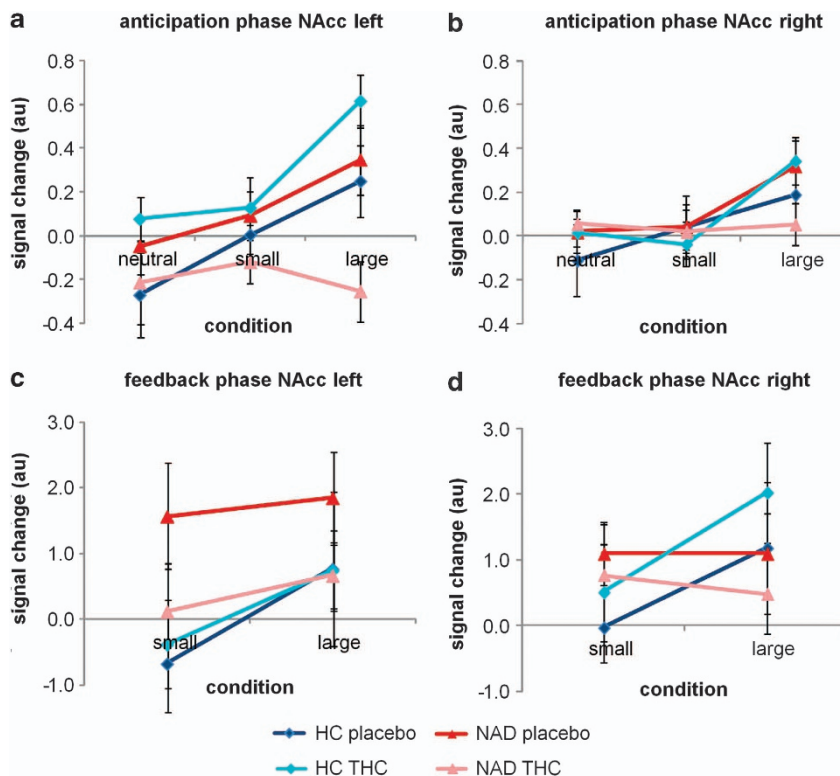 a
anticipation phase NAcc left
signal change (au)
0.8
0.6
0.4
0.2
0.0
-0.2
-0.4
neutral
small
large
condition
b
anticipation phase NAcc right
signal change (au)
0.8
0.6
0.4
0.2
0.0
-0.2
-0.4
neutral
small
large
condition
c
feedback phase NAcc left
signal change (au)
3.0
2.0
1.0
0.0
-1.0
small
large
condition
d
feedback phase NAcc right
signal change (au)
3.0
2.0
1.0
0.0
-1.0
small
large
condition
HC placebo
NAD placebo
HC THC
NAD THC